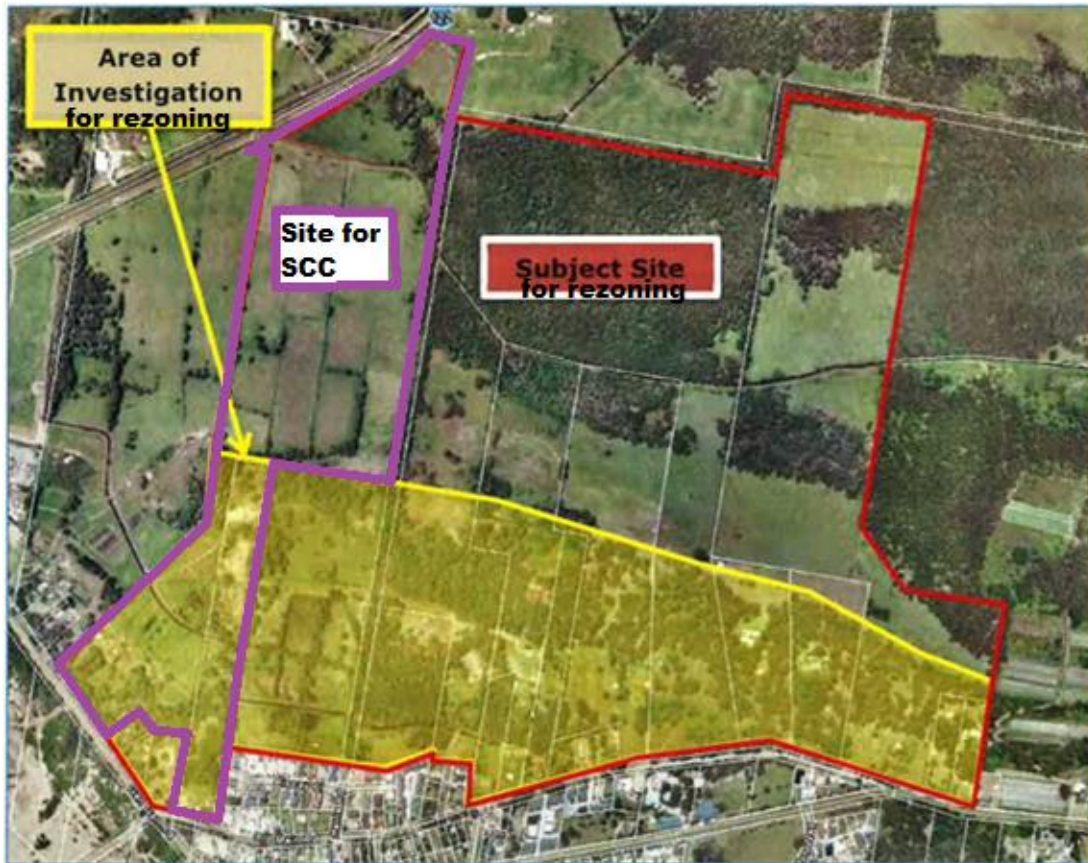 Area of
Investigation
for rezoning
Site for
SCC
Subject Site
for rezoning